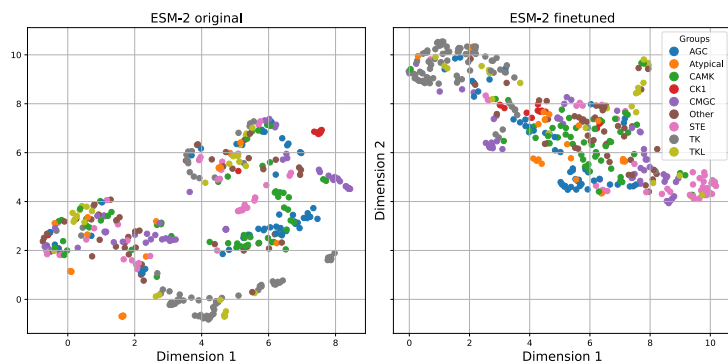 ESM-2 original
10
8
6
4
2
0
0
2
4
6
8
Dimension 1
ESM-2 finetuned
Dimension 2
0
2
4
6
8
10
Dimension 1
Groups
AGC
Atypical
CAMK
CK1
CMGC
Other
STE
TK
TKL